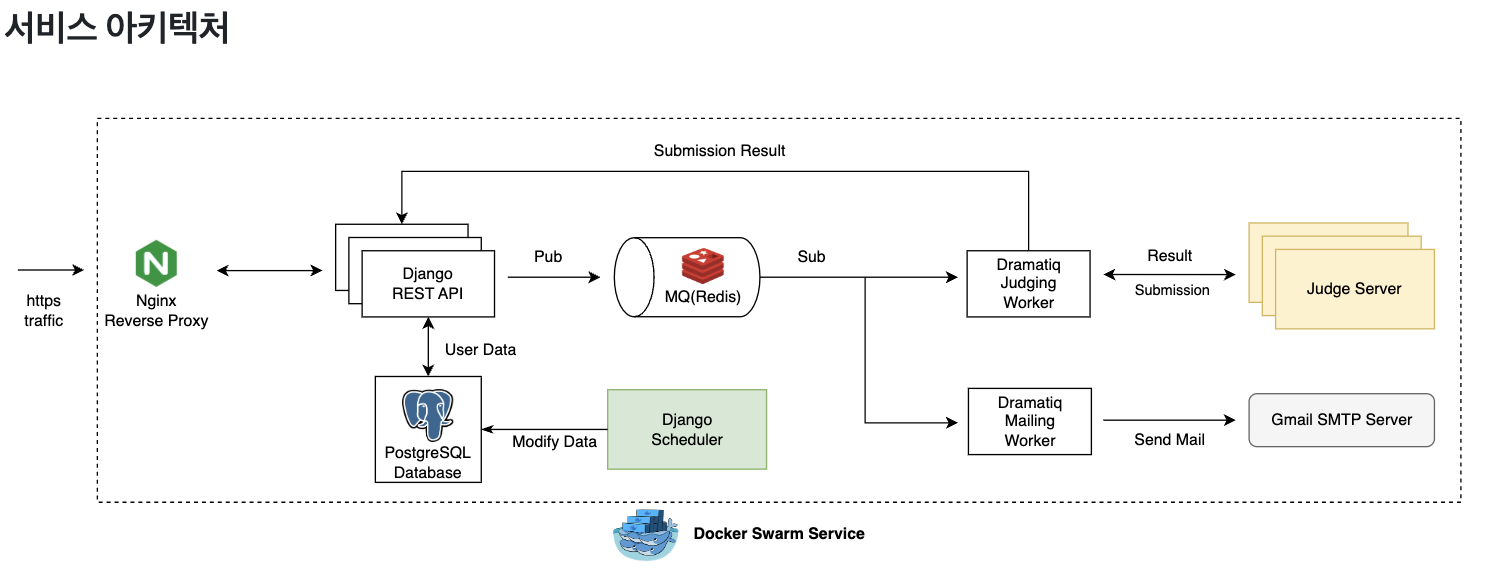 서비스 아키텍처
Submission Result
https
traffic
N
Nginx
Reverse Proxy
Django
REST API
Pub
MQ(Redis)
Sub
Dramatiq
Judging
Worker
Result
Submission
Judge Server
User Data
PostgreSQL
Database
Modify Data
Django
Scheduler
Dramatiq
Mailing
Worker
Send Mail
Gmail SMTP Server
Docker Swarm Service